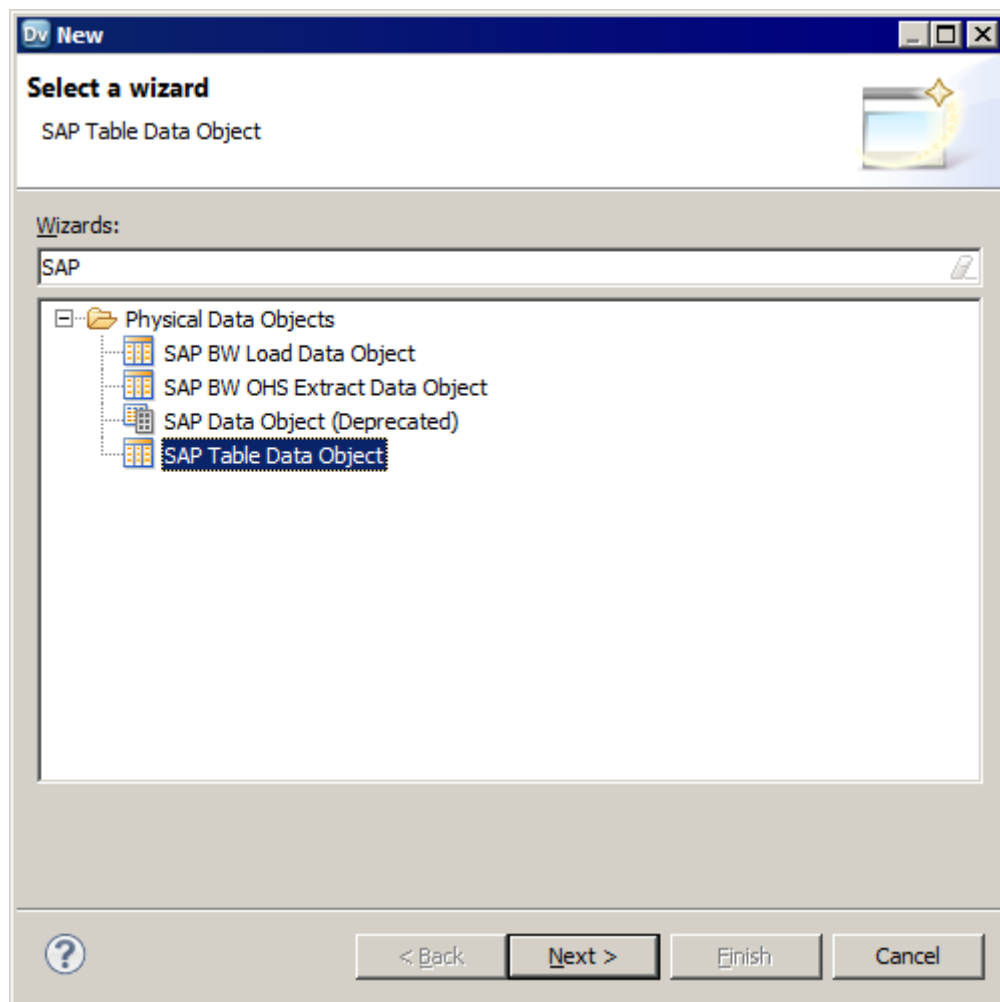 Dv New
Select a wizard
SAP Table Data Object
Wizards:
SAP
Physical Data Objects
SAP BW Load Data Object
SAP BW OHS Extract Data Object
SAP Data Object (Deprecated)
SAP Table Data Object
? < Back Next > Finish Cancel